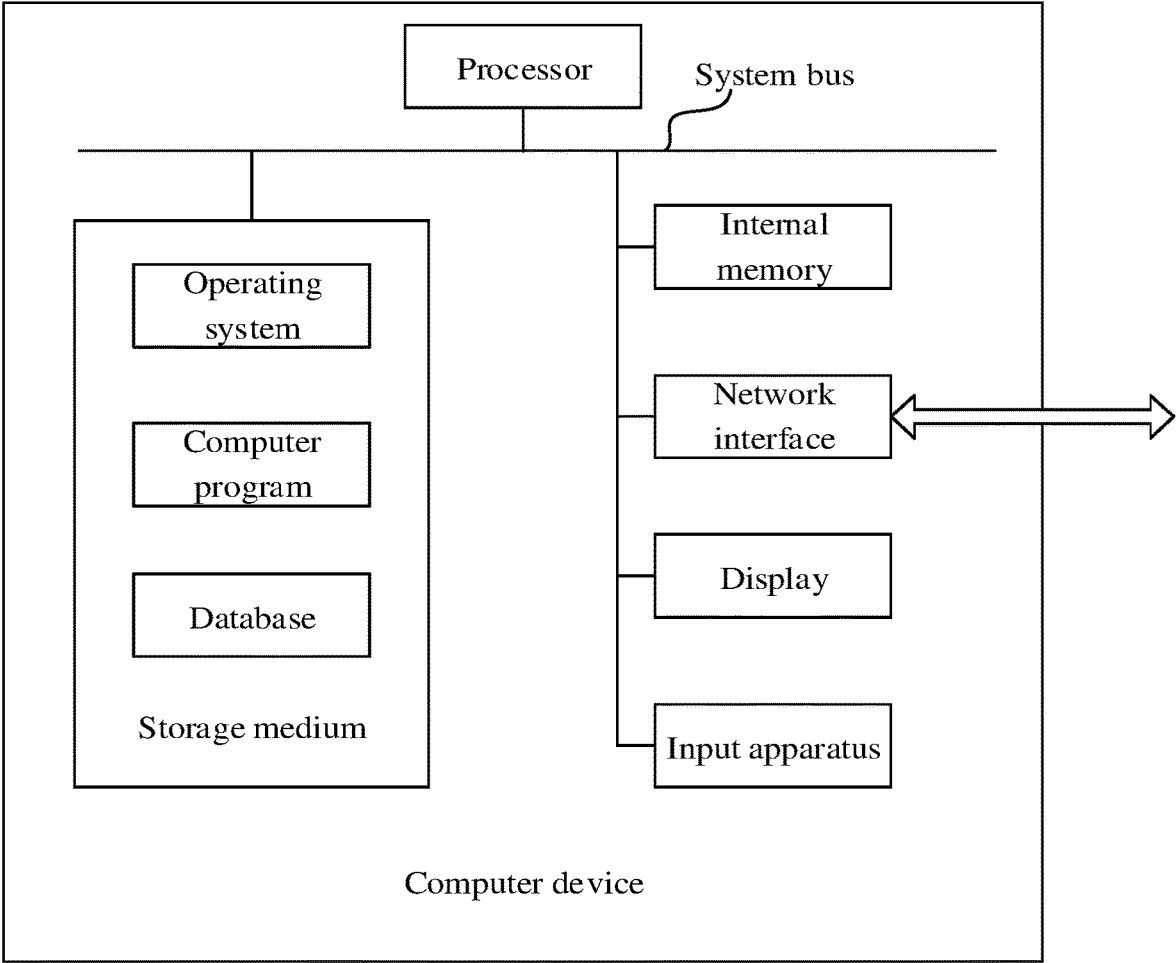 Processor
System bus
Operating
system
Computer
program
Database
Storage medium
Internal
memory
Network
interface
Display
Input apparatus
Computer device